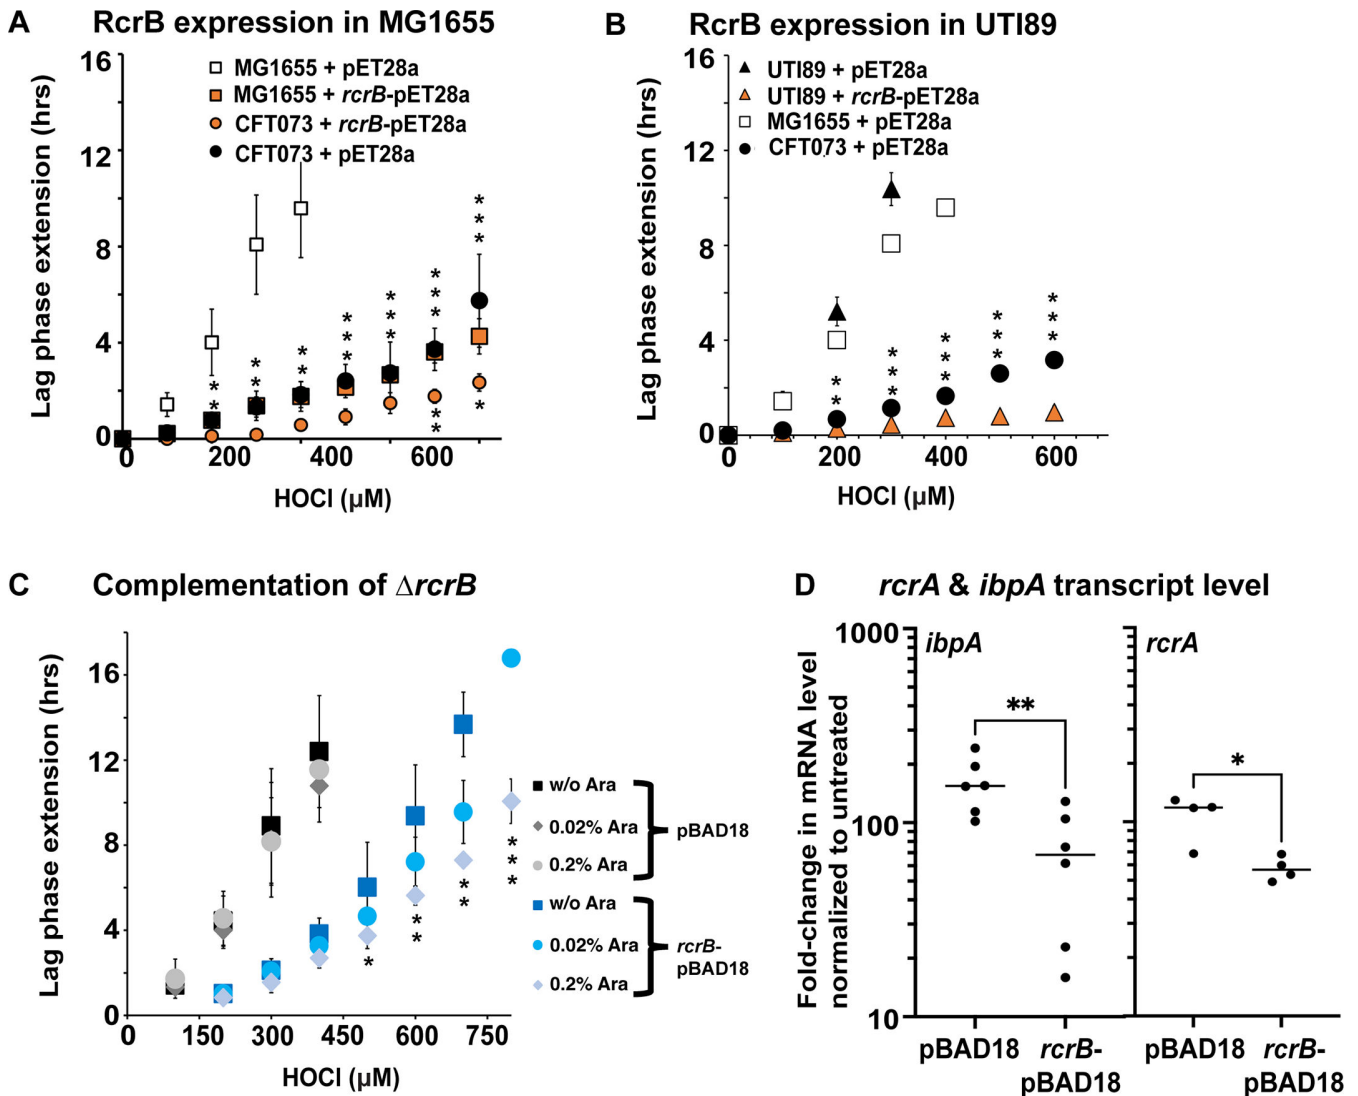 A RcrB expression in MG1655
16
12
8
4
0
Lag phase extension (hrs)
MG1655 + pET28a
MG1655 + rcrB-pET28a
CFT073 + rcrB-pET28a
CFT073 + pET28a
* *
* *
* *
* * *
* * *
* * *
* *
* * *
*
0 200 400 600
HOCl (µM)
B RcrB expression in UTI89
16
12
8
4
0
Lag phase extension (hrs)
UTI89 + pET28a
UTI89 + rcrB-pET28a
MG1655 + pET28a
CFT073 + pET28a
* *
* * *
* * *
* * *
* * *
0 200 400 600
HOCl (µM)
C Complementation of ΔrcrB
16
12
8
4
0
Lag phase extension (hrs)
*
* *
* *
* * *
0 150 300 450 600 750
HOCl (µM)
w/o Ara
0.02% Ara
0.2% Ara
pBAD18
w/o Ara
0.02% Ara
0.2% Ara
rcrB-
pBAD18
D rcrA & ibpA transcript level
Fold-change in mRNA level
normalized to untreated
1000
100
10
ibpA
**
rcrA
*
pBAD18 rcrB-
pBAD18
pBAD18 rcrB-
pBAD18